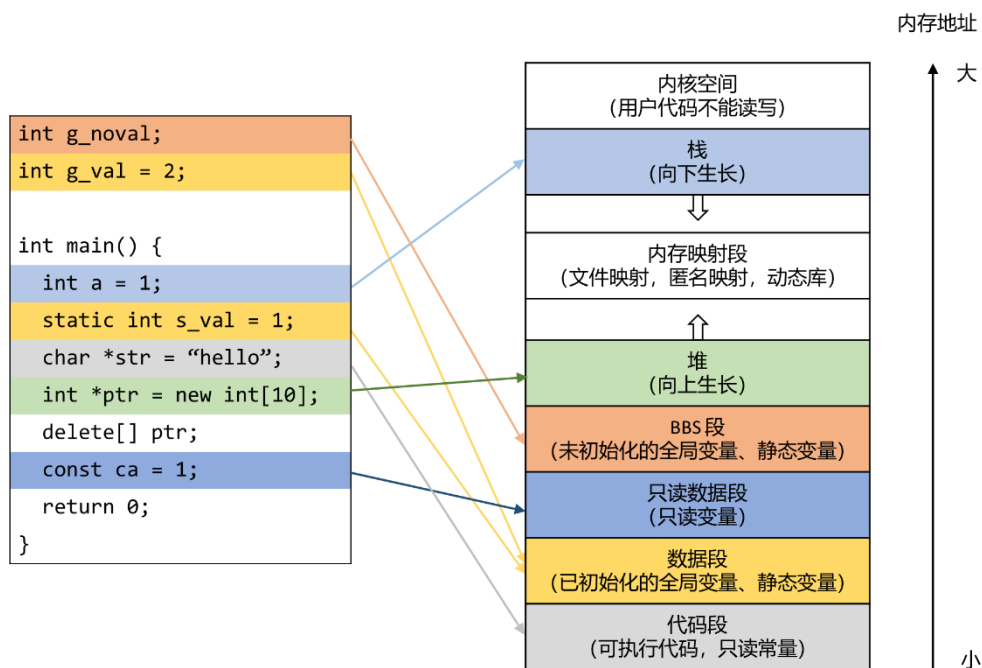 内存地址
大
int g_noval;
int g_val = 2;
int main() {
int a = 1;
static int s_val = 1;
char *str = “hello”;
int *ptr = new int[10];
delete[] ptr;
const ca = 1;
return 0;
}
内核空间
(用户代码不能读写)
栈
(向下生长)
内存映射段
(文件映射，匿名映射，动态库)
堆
(向上生长)
BBS段
(未初始化的全局变量、静态变量)
只读数据段
(只读变量)
数据段
(已初始化的全局变量、静态变量)
代码段
(可执行代码，只读常量)
小